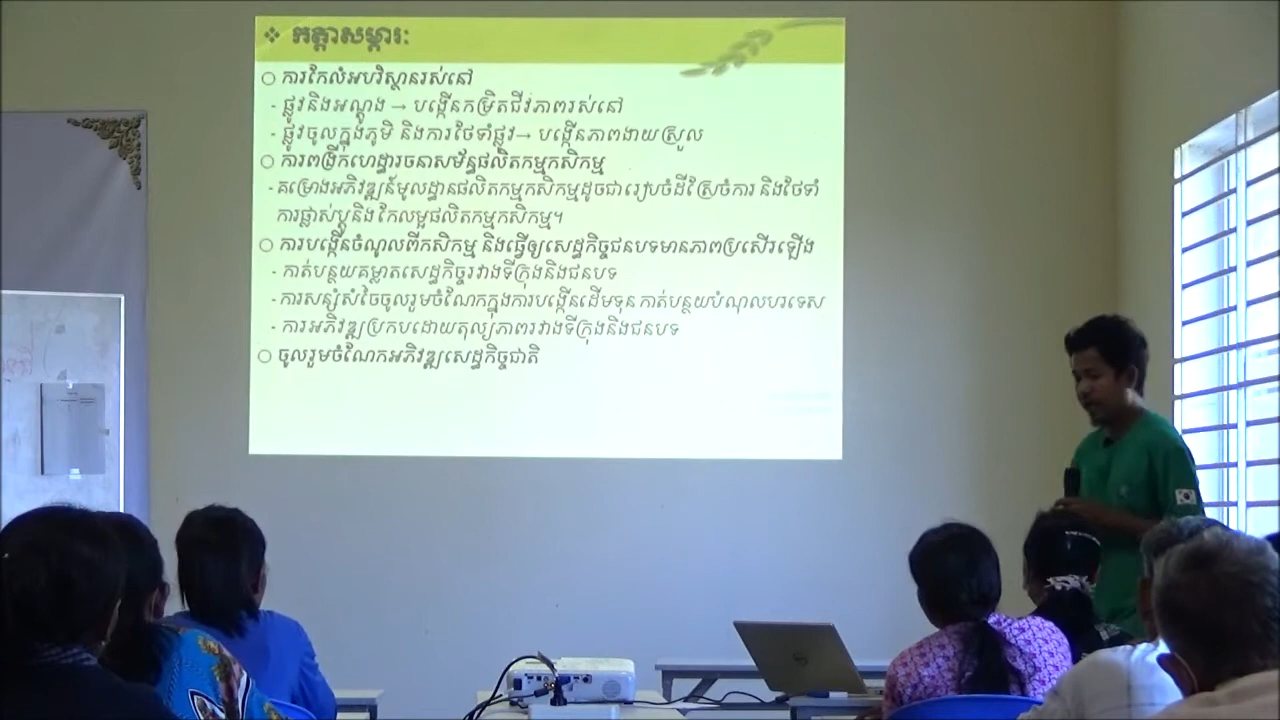 ❖ កត្តាសម្ភារៈ
○ ការកែលំអបរិស្ថានរស់នៅ
- ផ្លូវនិងអណ្តូង → បង្កើនកម្រិតជីវភាពរស់នៅ
- ផ្លូវចូលក្នុងភូមិ និងការថែទាំផ្លូវ→ បង្កើនភាពងាយស្រួល
○ ការពង្រីកហេដ្ឋារចនាសម័ន្ធផលិតកម្មកសិកម្ម
- គម្រោងអភិវឌ្ឍន៍មូលដ្ឋានផលិតកម្មកសិកម្មដូចជារៀបចំដីស្រែចំការ និងថែទាំ
ការផ្លាស់ប្តូនិងកែលម្អផលិតកម្មកសិកម្ម។
○ ការបង្កើនចំណូលពីកសិកម្ម និងធ្វើឲ្យសេដ្ឋកិច្ចជនបទមានភាពប្រសើរឡើង
- កាត់បន្ថយគម្លាតសេដ្ឋកិច្ចរវាងទីក្រុងនិងជនបទ
- ការសន្សំសំចៃចូលរួមចំណែកក្នុងការបង្កើនដើមទុន កាត់បន្ថយបំណុលបរទេស
- ការអភិវឌ្ឍប្រកបដោយតុល្យភាពរវាងទីក្រុងនិងជនបទ
○ ចូលរួមចំណែកអភិវឌ្ឍសេដ្ឋកិច្ចជាតិ